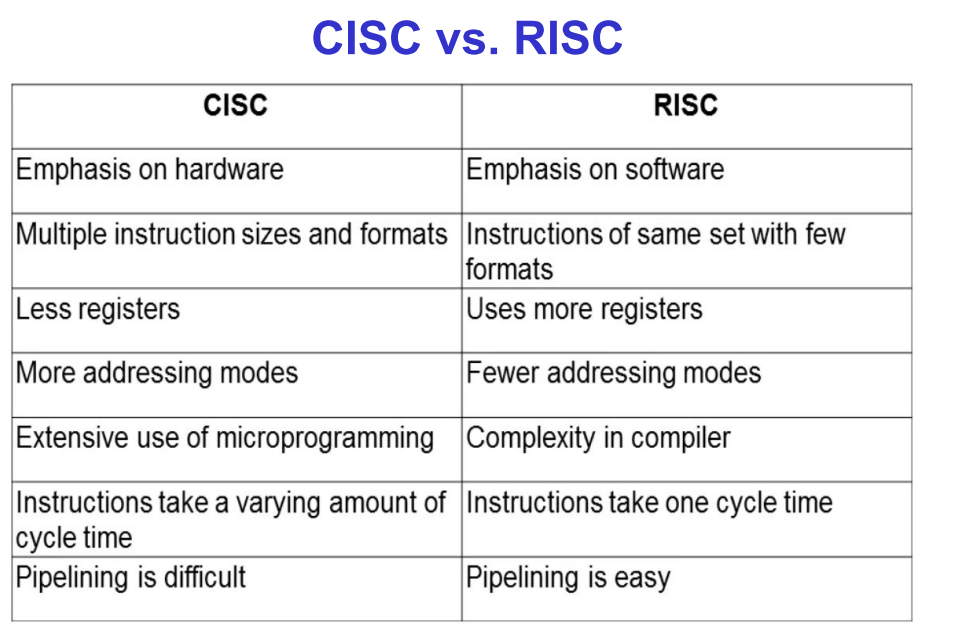 CISC vs. RISC
CISC
RISC
Emphasis on hardware
Emphasis on software
Multiple instruction sizes and formats
Instructions of same set with few
formats
Less registers
Uses more registers
More addressing modes
Fewer addressing modes
Extensive use of microprogramming
Complexity in compiler
Instructions take a varying amount of
cycle time
Instructions take one cycle time
Pipelining is difficult
Pipelining is easy